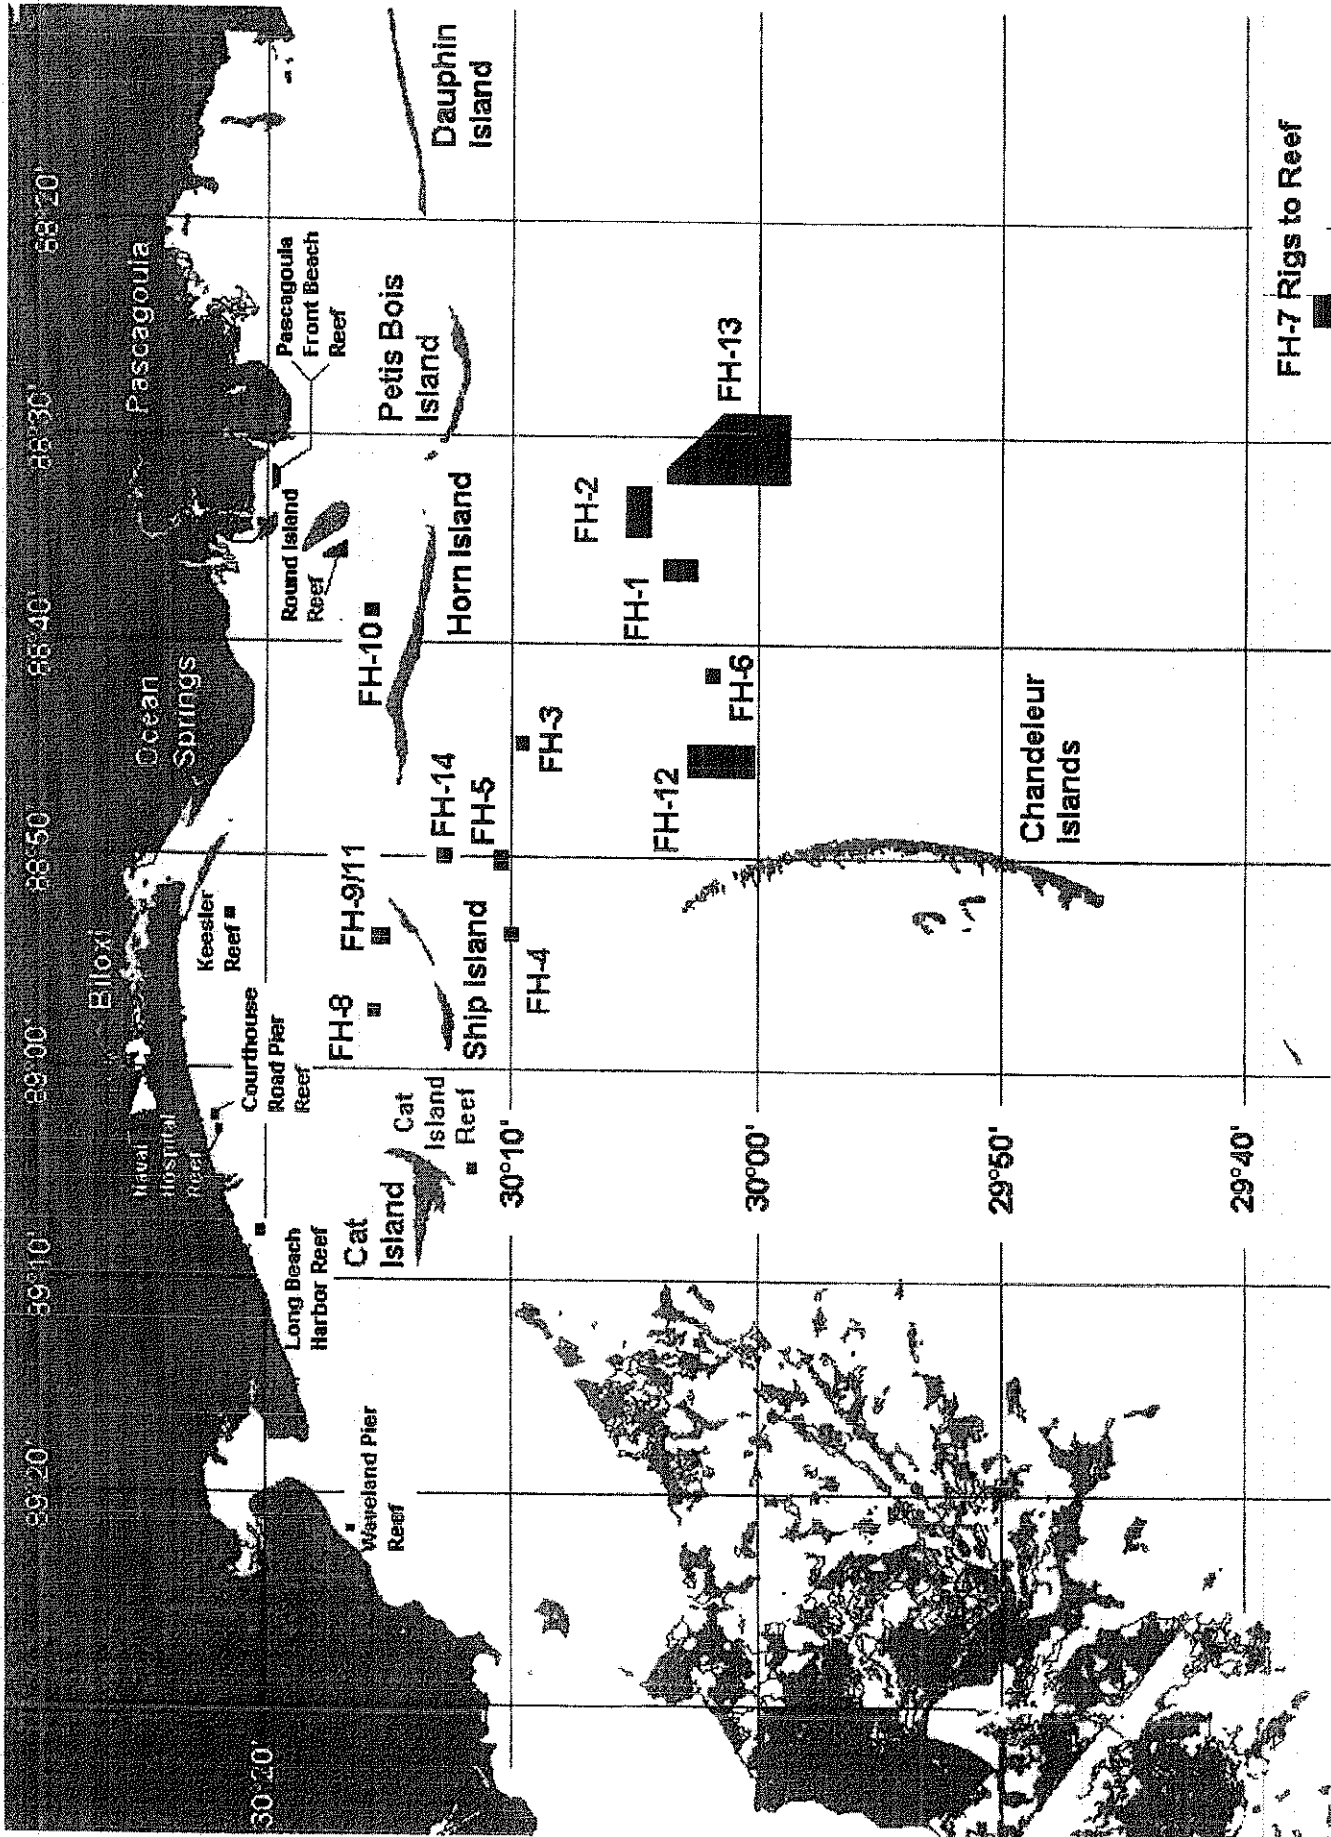 89°20'
89°10'
89°00'
88°50'
88°40'
88°30'
88°20'
Biloxi
Ocean
Springs
Pascagoula
Naval
Hospital
Reef
Keesler
Reef
Courthouse
Road Pier
Reef
Long Beach
Harbor Reef
Waveland Pier
Reef
30°20'
Round Island
Reef
Pascagoula
Front Beach
Reef
Cat
Island
Cat
Island
Reef
FH-8
FH-9/11
FH-10
Ship Island
Horn Island
Petis Bois
Island
Dauphin
Island
FH-14
FH-5
FH-4
FH-3
30°10'
FH-2
FH-1
FH-13
FH-6
FH-12
30°00'
Chandeleur
Islands
29°50'
29°40'
FH-7 Rigs to Reef